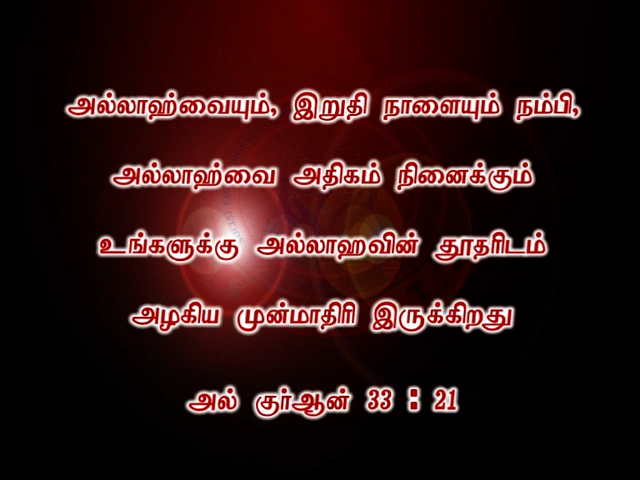 அல்லாஹ்வையும், இறுதி நாளையும் நம்பி,
அல்லாஹ்வை அதிகம் நினைக்கும்
உங்களுக்கு அல்லாஹவின் தூதரிடம்
அழகிய முன்மாதிரி இருக்கிறது
அல் குர்ஆன் 33 : 21